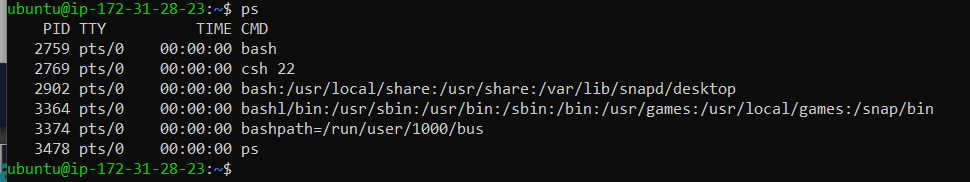 ubuntu@ip-172-31-28-23:~$ ps
PID TTY TIME CMD
2759 pts/0 00:00:00 bash
2769 pts/0 00:00:00 csh 22
2902 pts/0 00:00:00 bash:/usr/local/share:/usr/share:/var/lib/snapd/desktop
3364 pts/0 00:00:00 bashl/bin:/usr/sbin:/usr/bin:/sbin:/bin:/usr/games:/usr/local/games:/snap/bin
3374 pts/0 00:00:00 bashpath=/run/user/1000/bus
3478 pts/0 00:00:00 ps
ubuntu@ip-172-31-28-23:~$